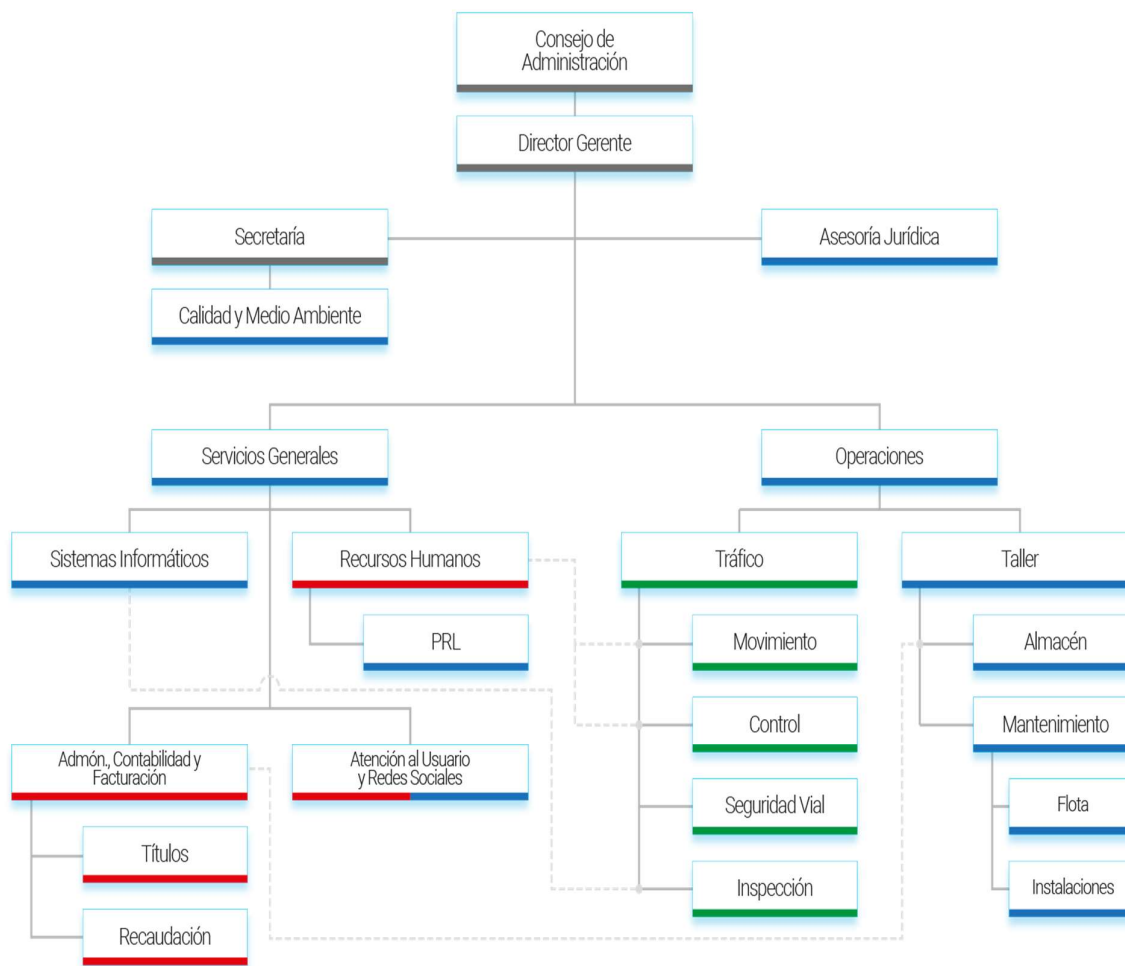 Consejo de
Administración
Director Gerente
Secretaría
Asesoría Jurídica
Calidad y Medio Ambiente
Servicios Generales
Operaciones
Sistemas Informáticos
Recursos Humanos
Tráfico
Taller
PRL
Movimiento
Almacén
Control
Mantenimiento
Admón., Contabilidad y
Facturación
Atención al Usuario
y Redes Sociales
Seguridad Vial
Flota
Títulos
Inspección
Instalaciones
Recaudación